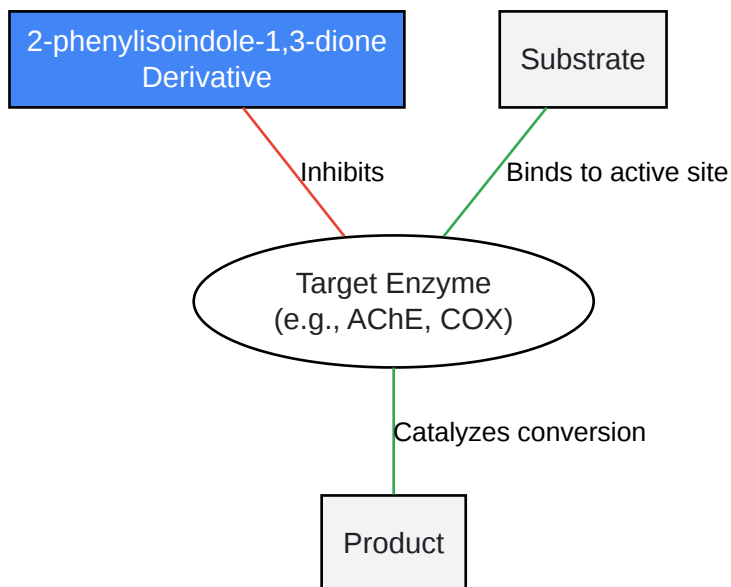 2-phenylisoindole-1,3-dione
Derivative
Substrate
Inhibits
Binds to active site
Target Enzyme
(e.g., AChE, COX)
Catalyzes conversion
Product